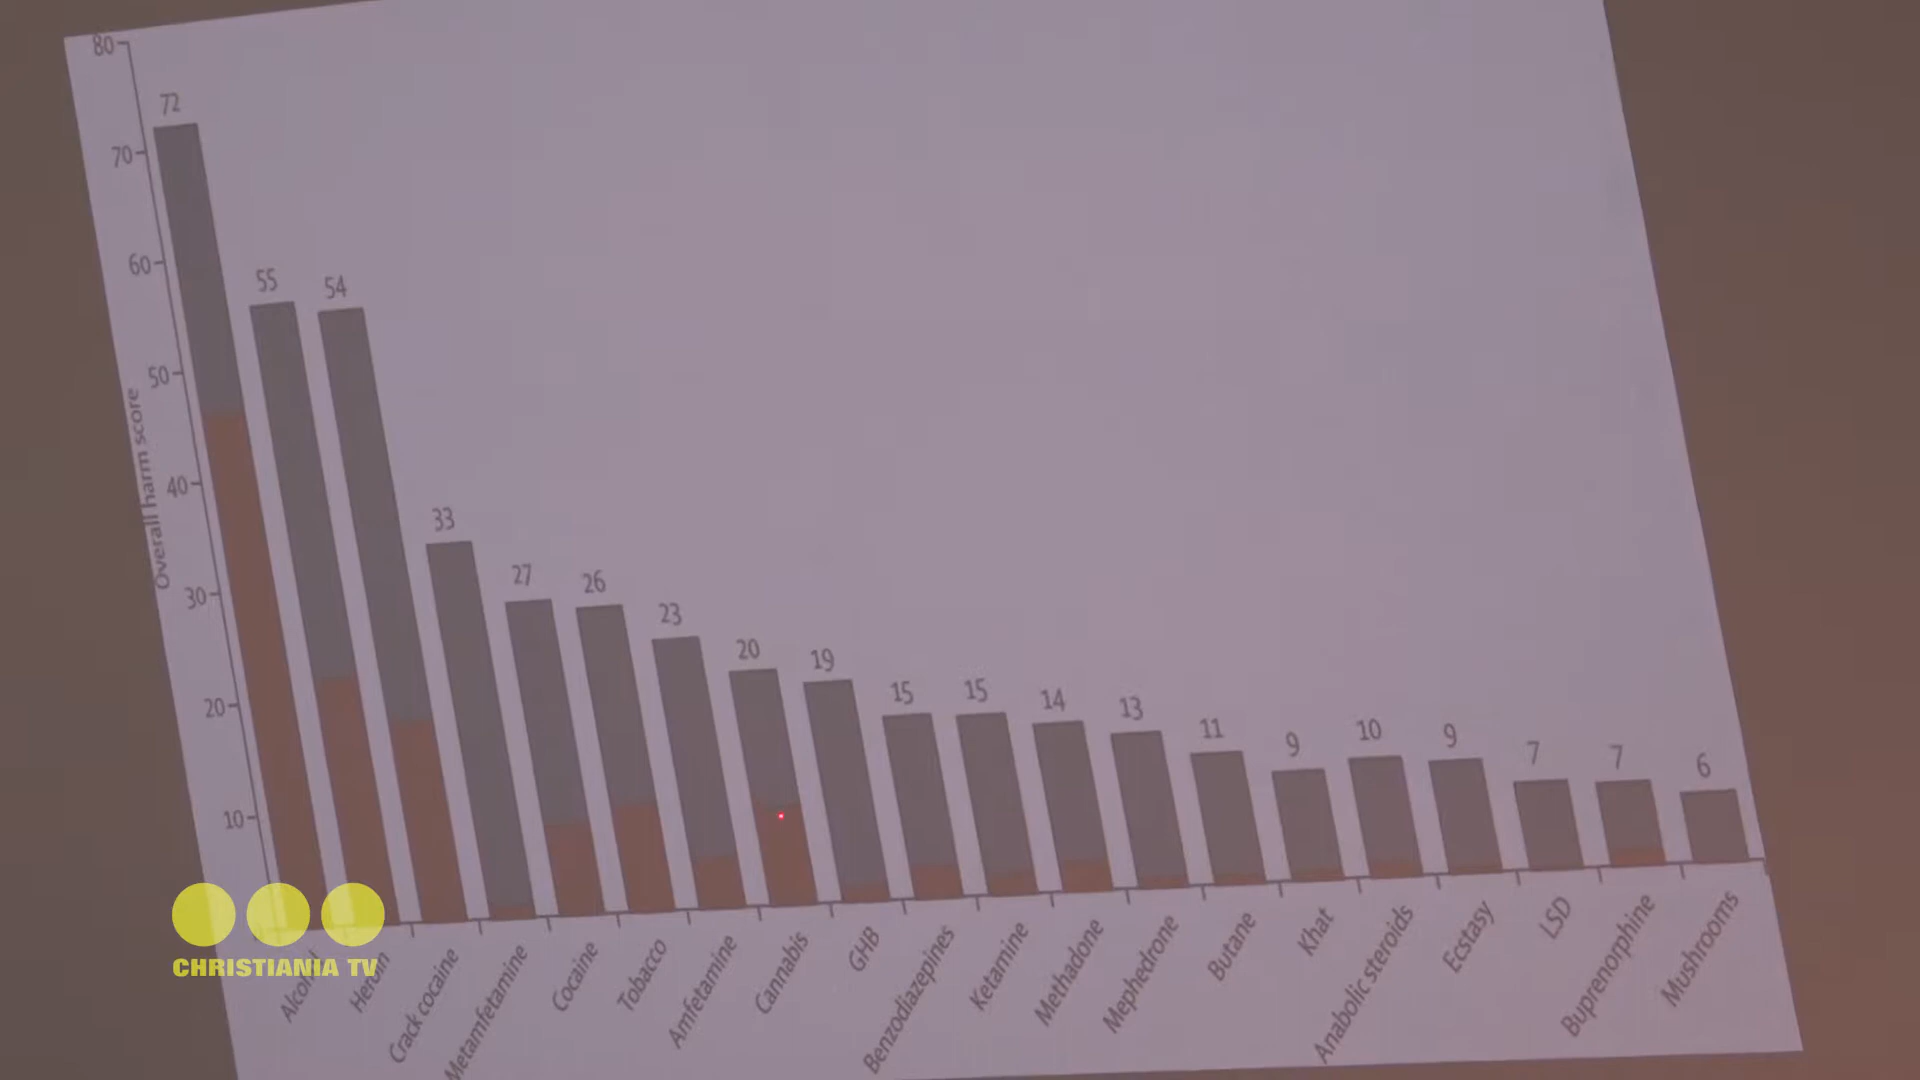 80
70
60
50
40
30
20
10
Overall harm score
72
55
54
33
27
26
23
20
19
15
15
14
13
11
9
10
9
7
7
6
Alcohol
Heroin
Crack cocaine
Metamfetamine
Cocaine
Tobacco
Amfetamine
Cannabis
GHB
Benzodiazepines
Ketamine
Methadone
Mephedrone
Butane
Khat
Anabolic steroids
Ecstasy
LSD
Buprenorphine
Mushrooms
CHRISTIANIA TV